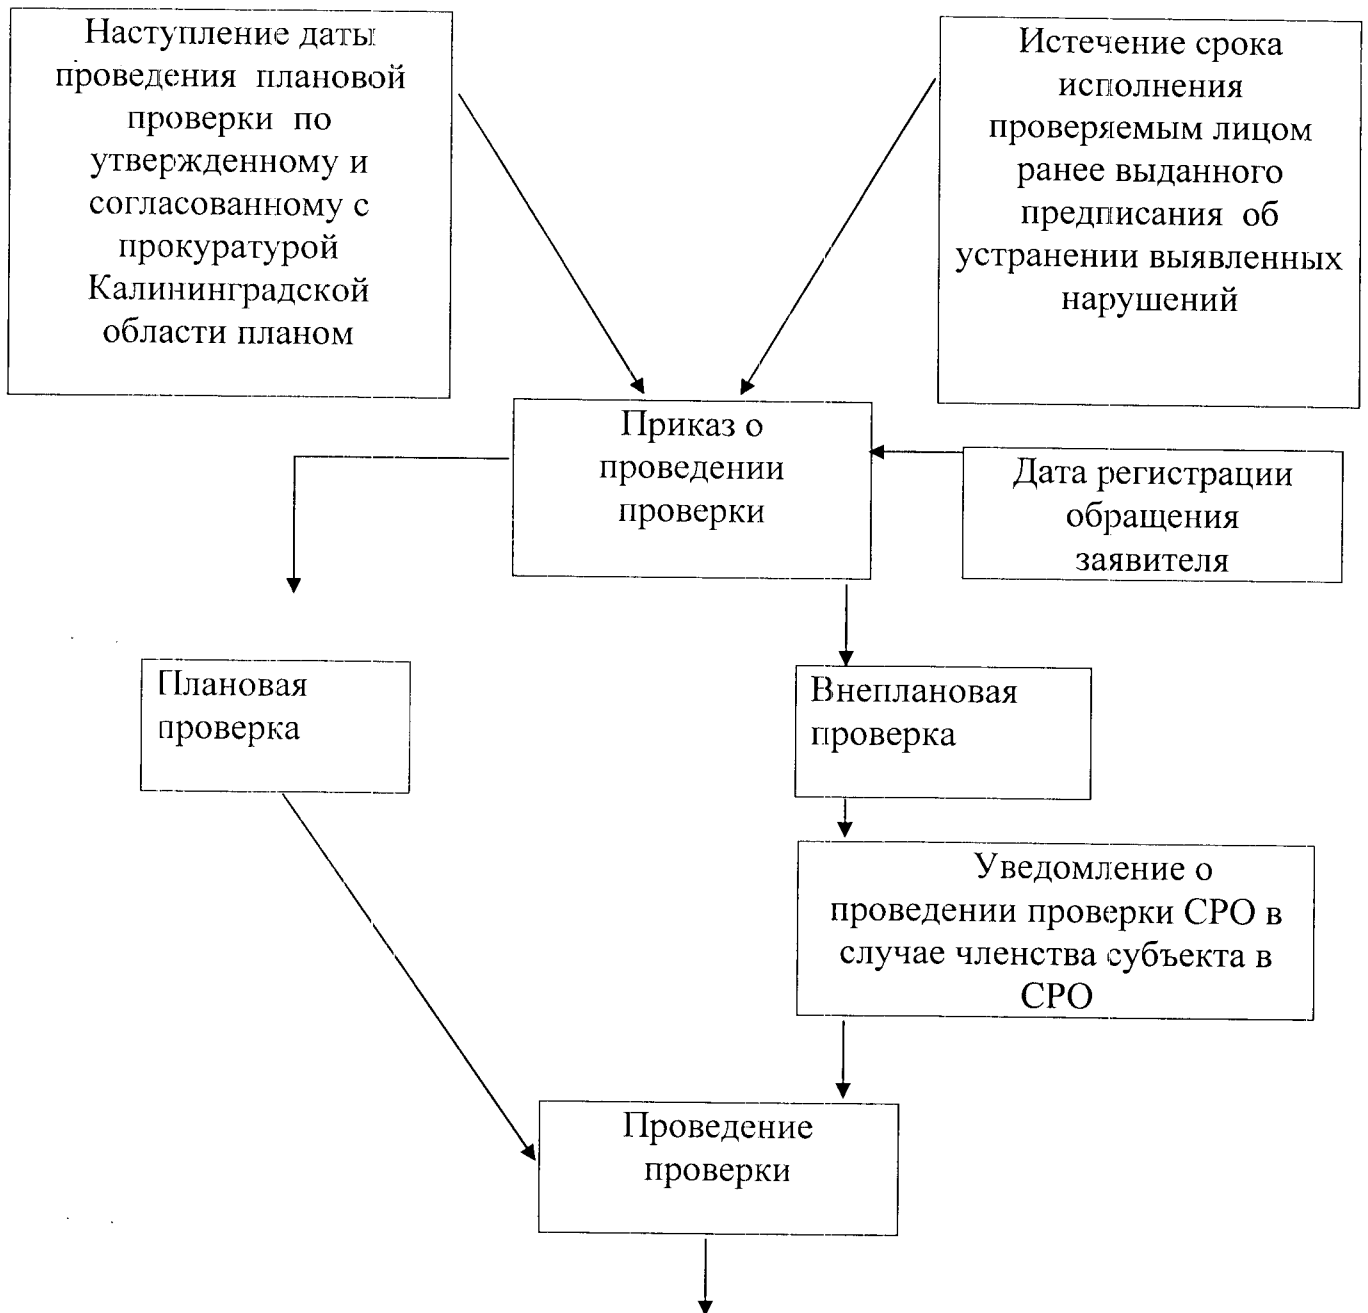 Наступление даты
проведения плановой
проверки по
утвержденному и
согласованному с
прокуратурой
Калининградской
области планом
Истечение срока
исполнения
проверяемым лицом
ранее выданного
предписания об
устранении выявленных
нарушений
Приказ о
проведении
проверки
Дата регистрации
обращения
заявителя
Плановая
проверка
Внеплановая
проверка
Уведомление о
проведении проверки СРО в
случае членства субъекта в
СРО
Проведение
проверки